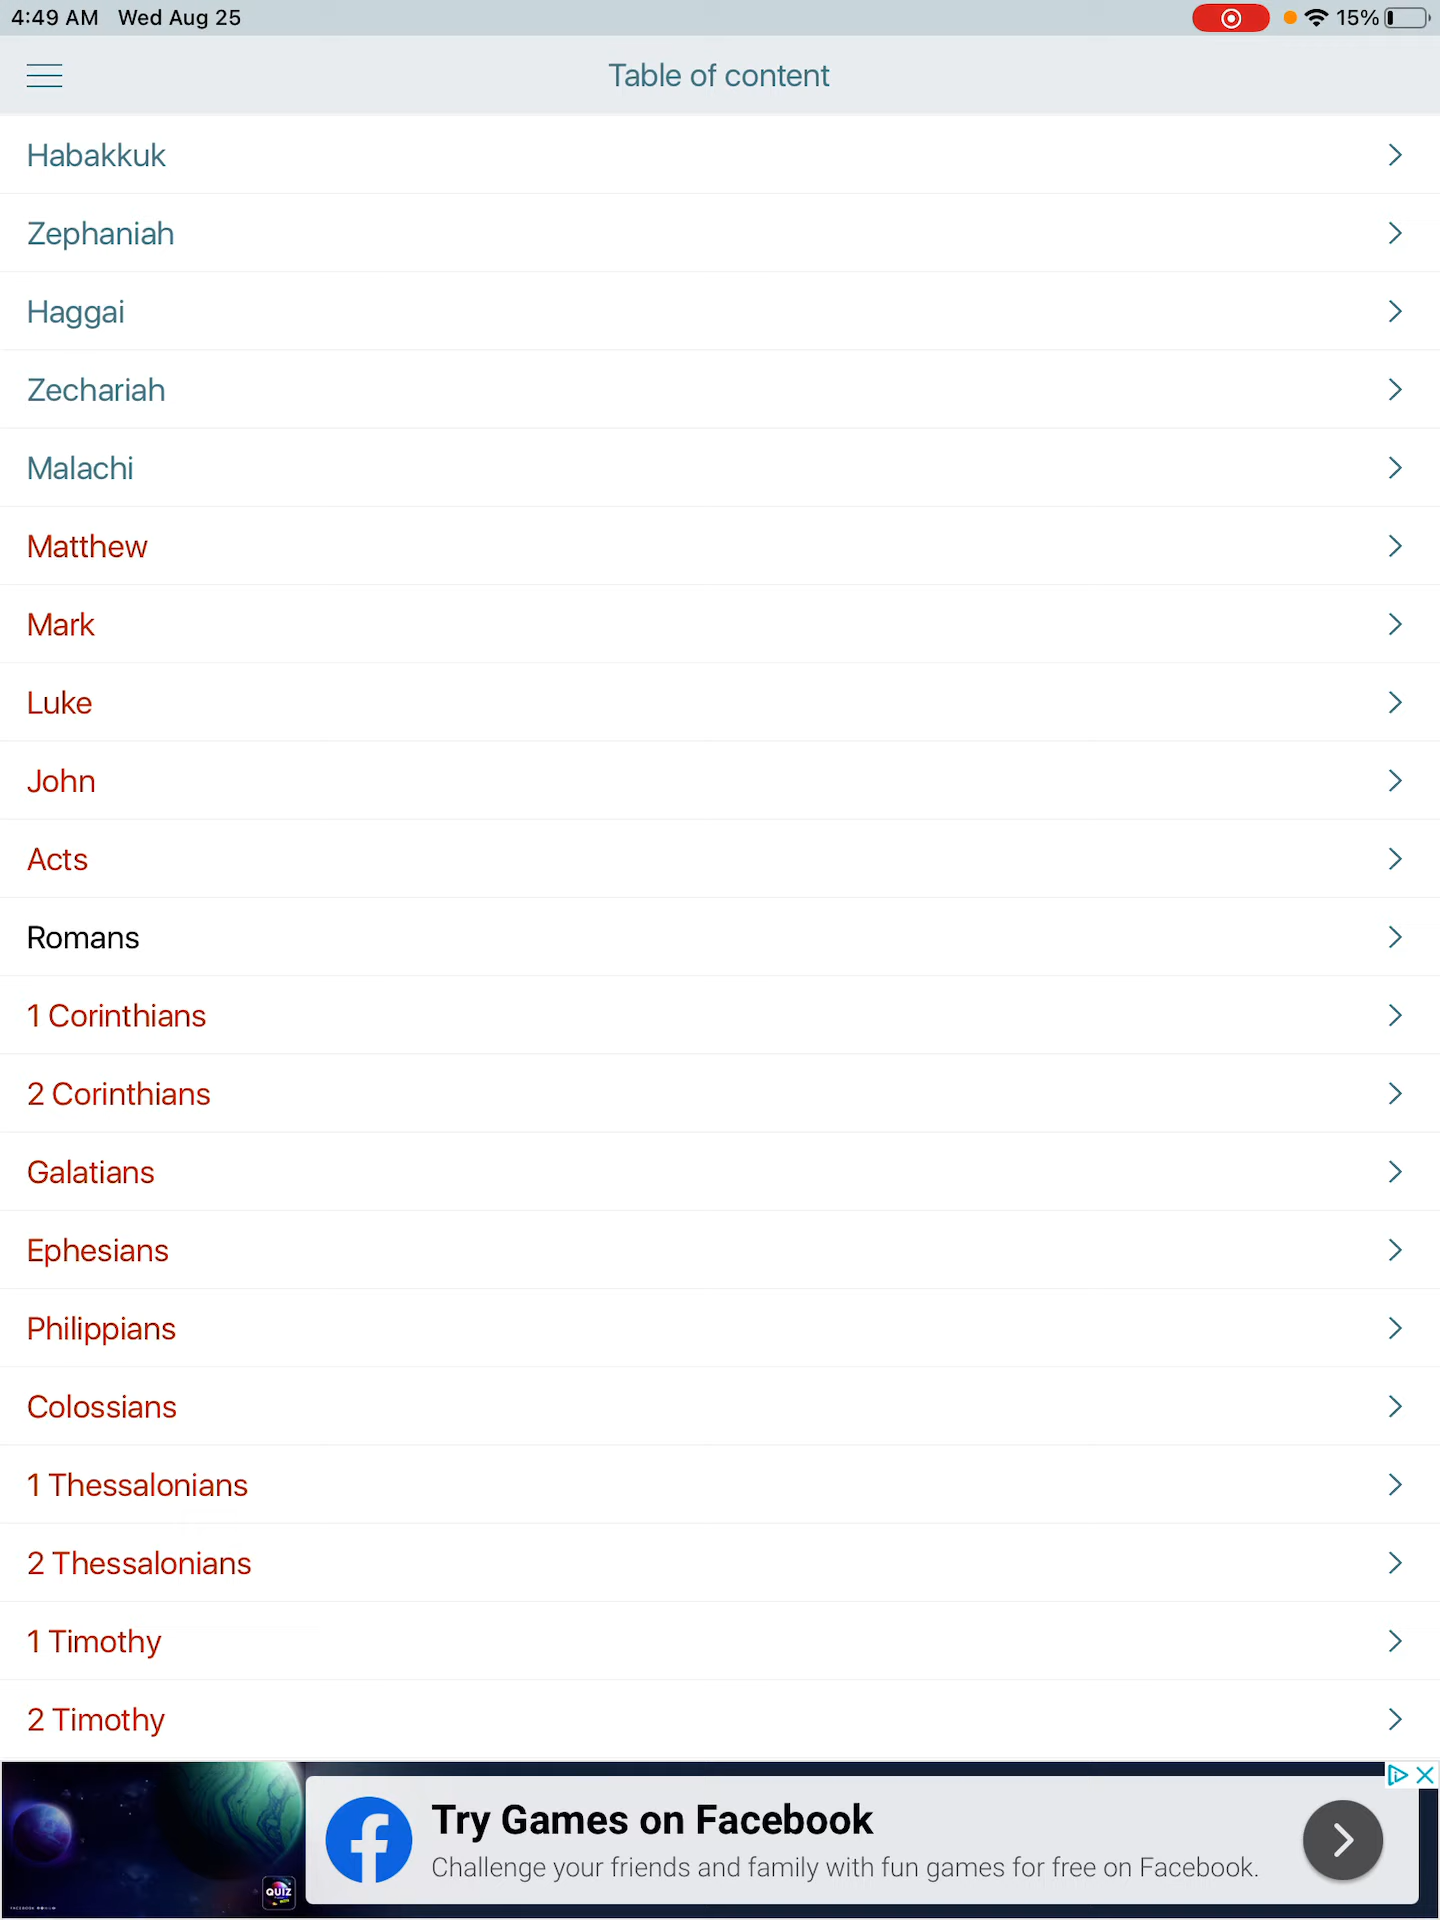 4:49 AM Wed Aug 25 15%
Table of content
Habakkuk
Zephaniah
Haggai
Zechariah
Malachi
Matthew
Mark
Luke
John
Acts
Romans
1 Corinthians
2 Corinthians
Galatians
Ephesians
Philippians
Colossians
1 Thessalonians
2 Thessalonians
1 Timothy
2 Timothy
Try Games on Facebook
Challenge your friends and family with fun games for free on Facebook.
QUIZ